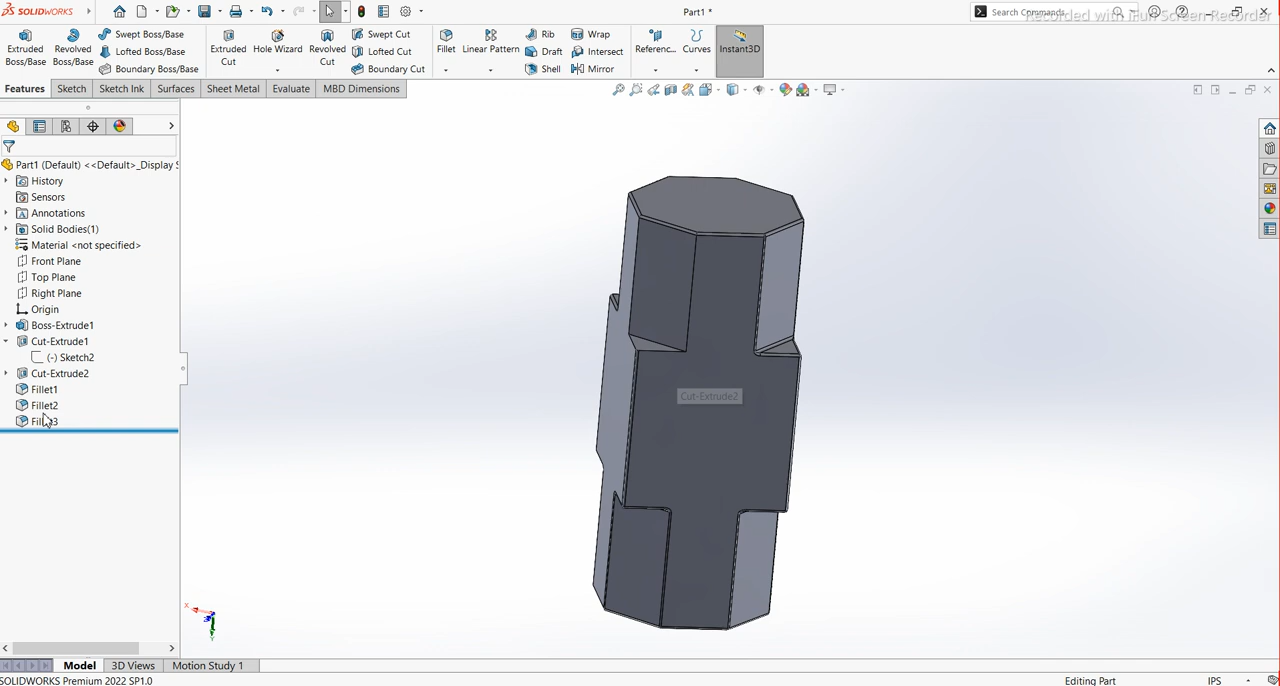 SOLIDWORKS
Part1 *
Search Commands
Recorded with iFun Screen Recorder
Extruded Boss/Base
Revolved Boss/Base
Swept Boss/Base
Lofted Boss/Base
Boundary Boss/Base
Extruded Cut
Hole Wizard
Revolved Cut
Swept Cut
Lofted Cut
Boundary Cut
Fillet
Linear Pattern
Rib
Draft
Shell
Wrap
Intersect
Mirror
Referenc...
Curves
Instant3D
Features
Sketch
Sketch Ink
Surfaces
Sheet Metal
Evaluate
MBD Dimensions
Part1 (Default) <<Default>_Display S
History
Sensors
Annotations
Solid Bodies(1)
Material <not specified>
Front Plane
Top Plane
Right Plane
Origin
Boss-Extrude1
Cut-Extrude1
(-) Sketch2
Cut-Extrude2
Fillet1
Fillet2
Fillet3
Cut-Extrude2
X
Y
Z
Model
3D Views
Motion Study 1
SOLIDWORKS Premium 2022 SP1.0
Editing Part
IPS